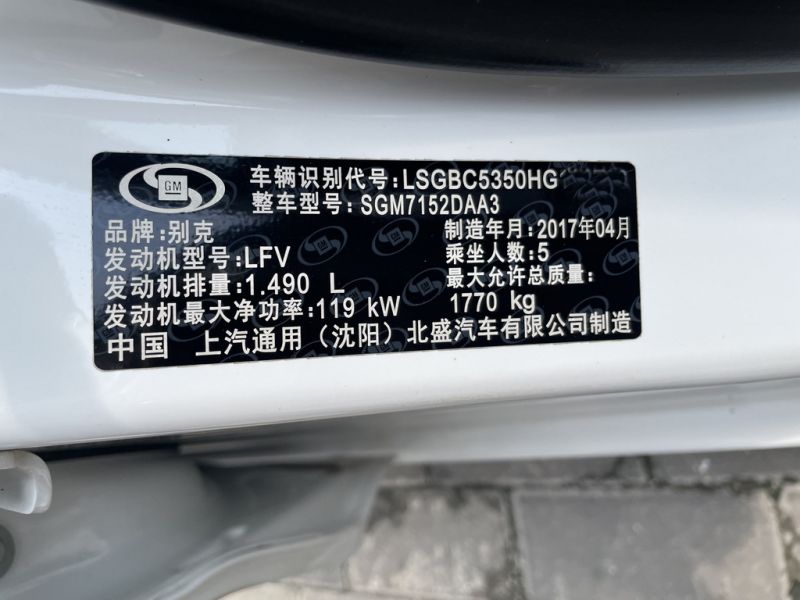 GM
车辆识别代号:LSGBC5350HG
整车型号:SGM7152DAA3
品牌:别克 制造年月:2017年04月
发动机型号:LFV 乘坐人数:5
发动机排量:1.490 L 最大允许总质量:
发动机最大净功率:119 kW 1770 kg
中国 上汽通用(沈阳)北盛汽车有限公司制造